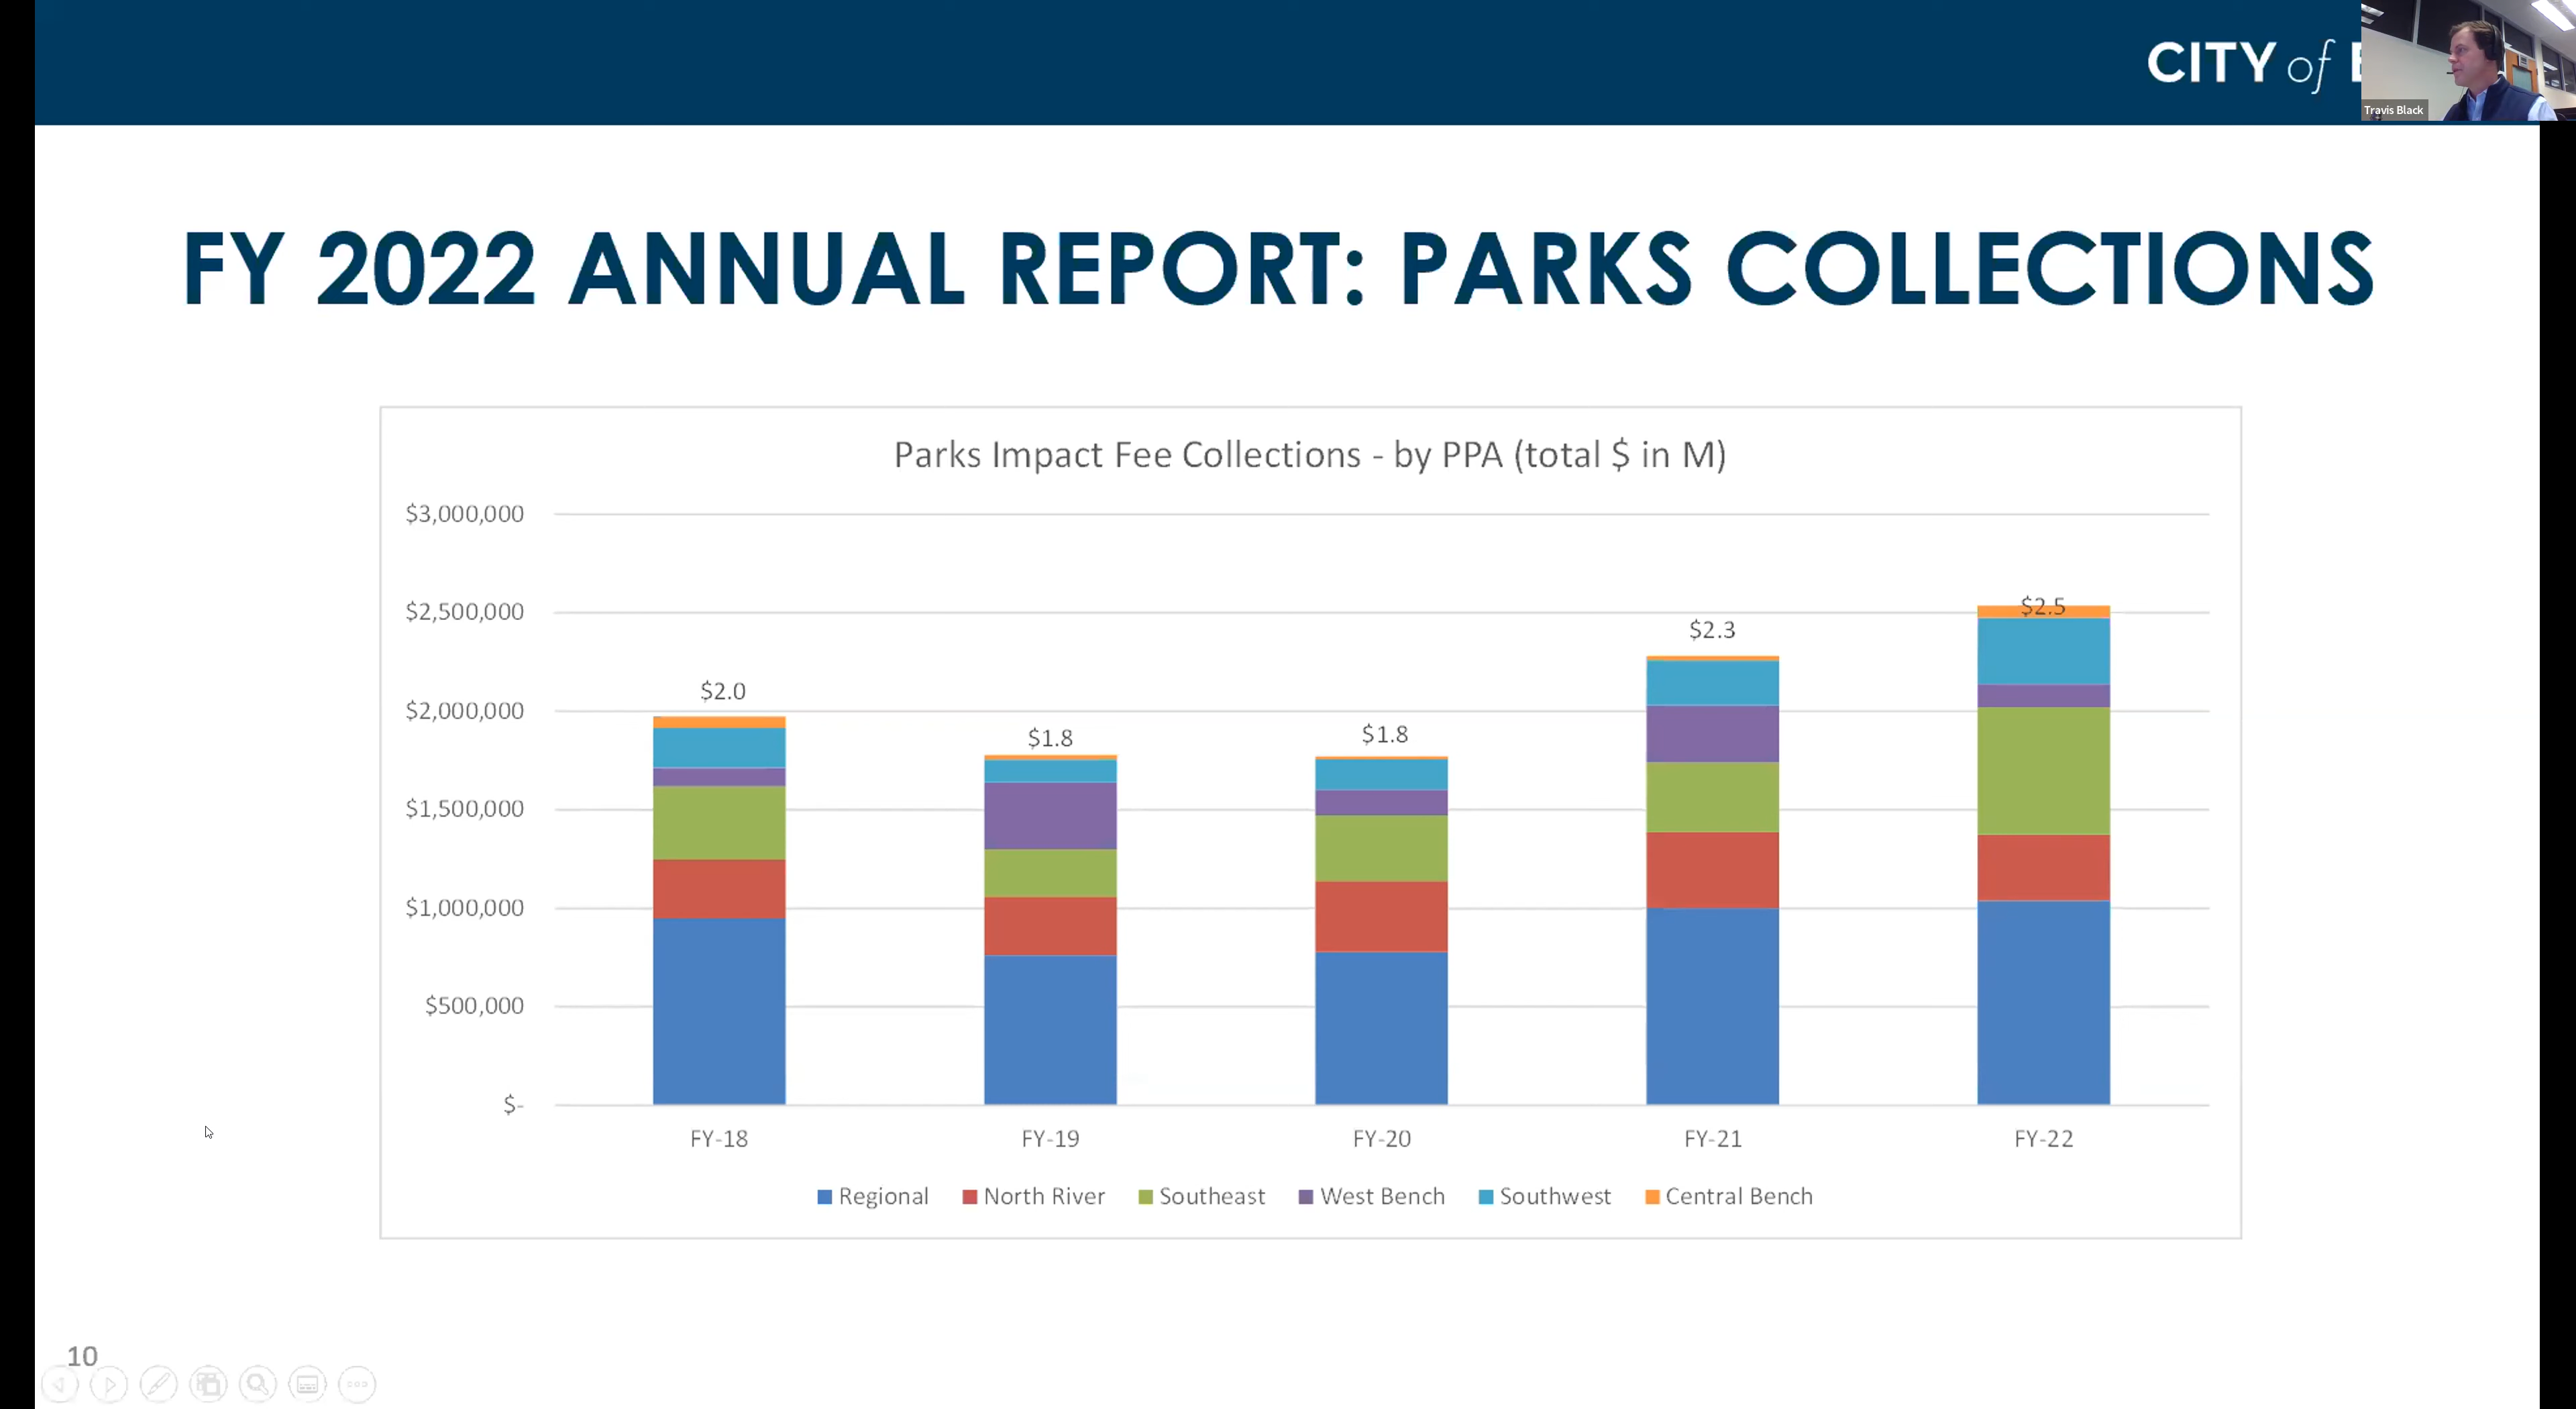 CITY of
Travis Black
FY 2022 ANNUAL REPORT: PARKS COLLECTIONS
Parks Impact Fee Collections - by PPA (total $ in M)
$3,000,000
$2,500,000
$2,000,000
$1,500,000
$1,000,000
$500,000
$-
$2.0
$1.8
$1.8
$2.3
$2.5
FY-18
FY-19
FY-20
FY-21
FY-22
Regional North River Southeast West Bench Southwest Central Bench
10